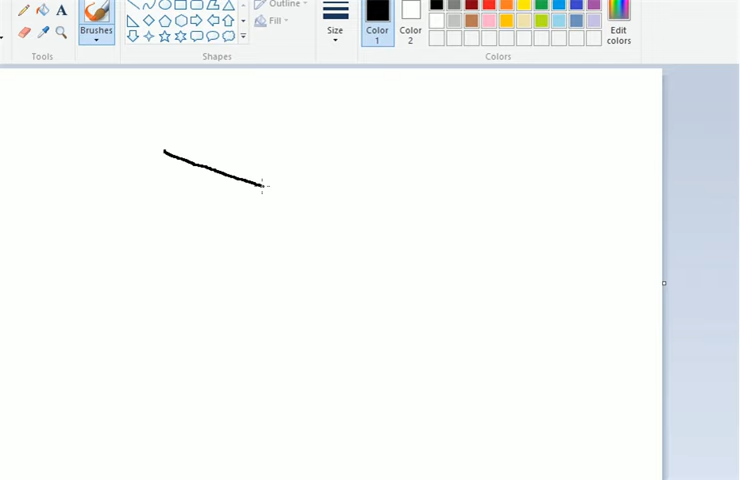 A
Brushes
Outline
Fill
Size
Color 1
Color 2
Edit colors
Tools
Shapes
Colors